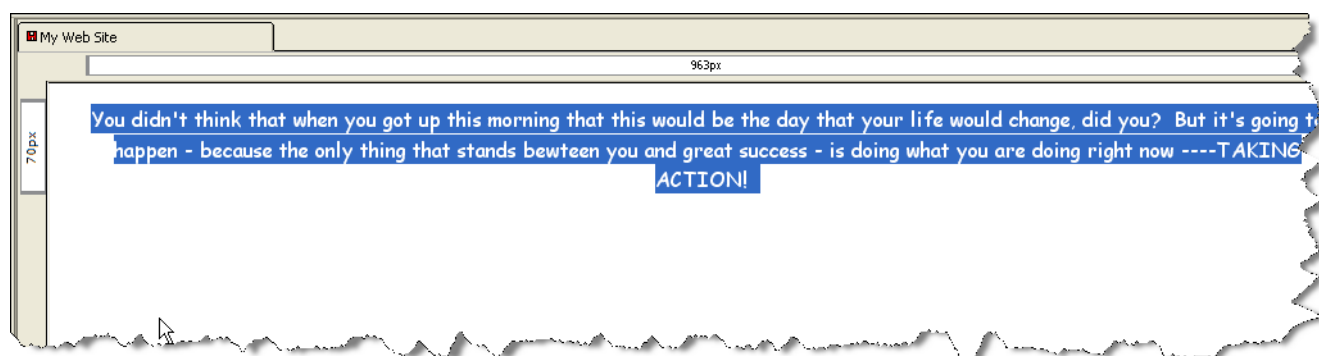 My Web Site
963px
70px
You didn't think that when you got up this morning that this would be the day that your life would change, did you?  But it's going to
happen - because the only thing that stands bewteen you and great success - is doing what you are doing right now ----TAKING
ACTION!